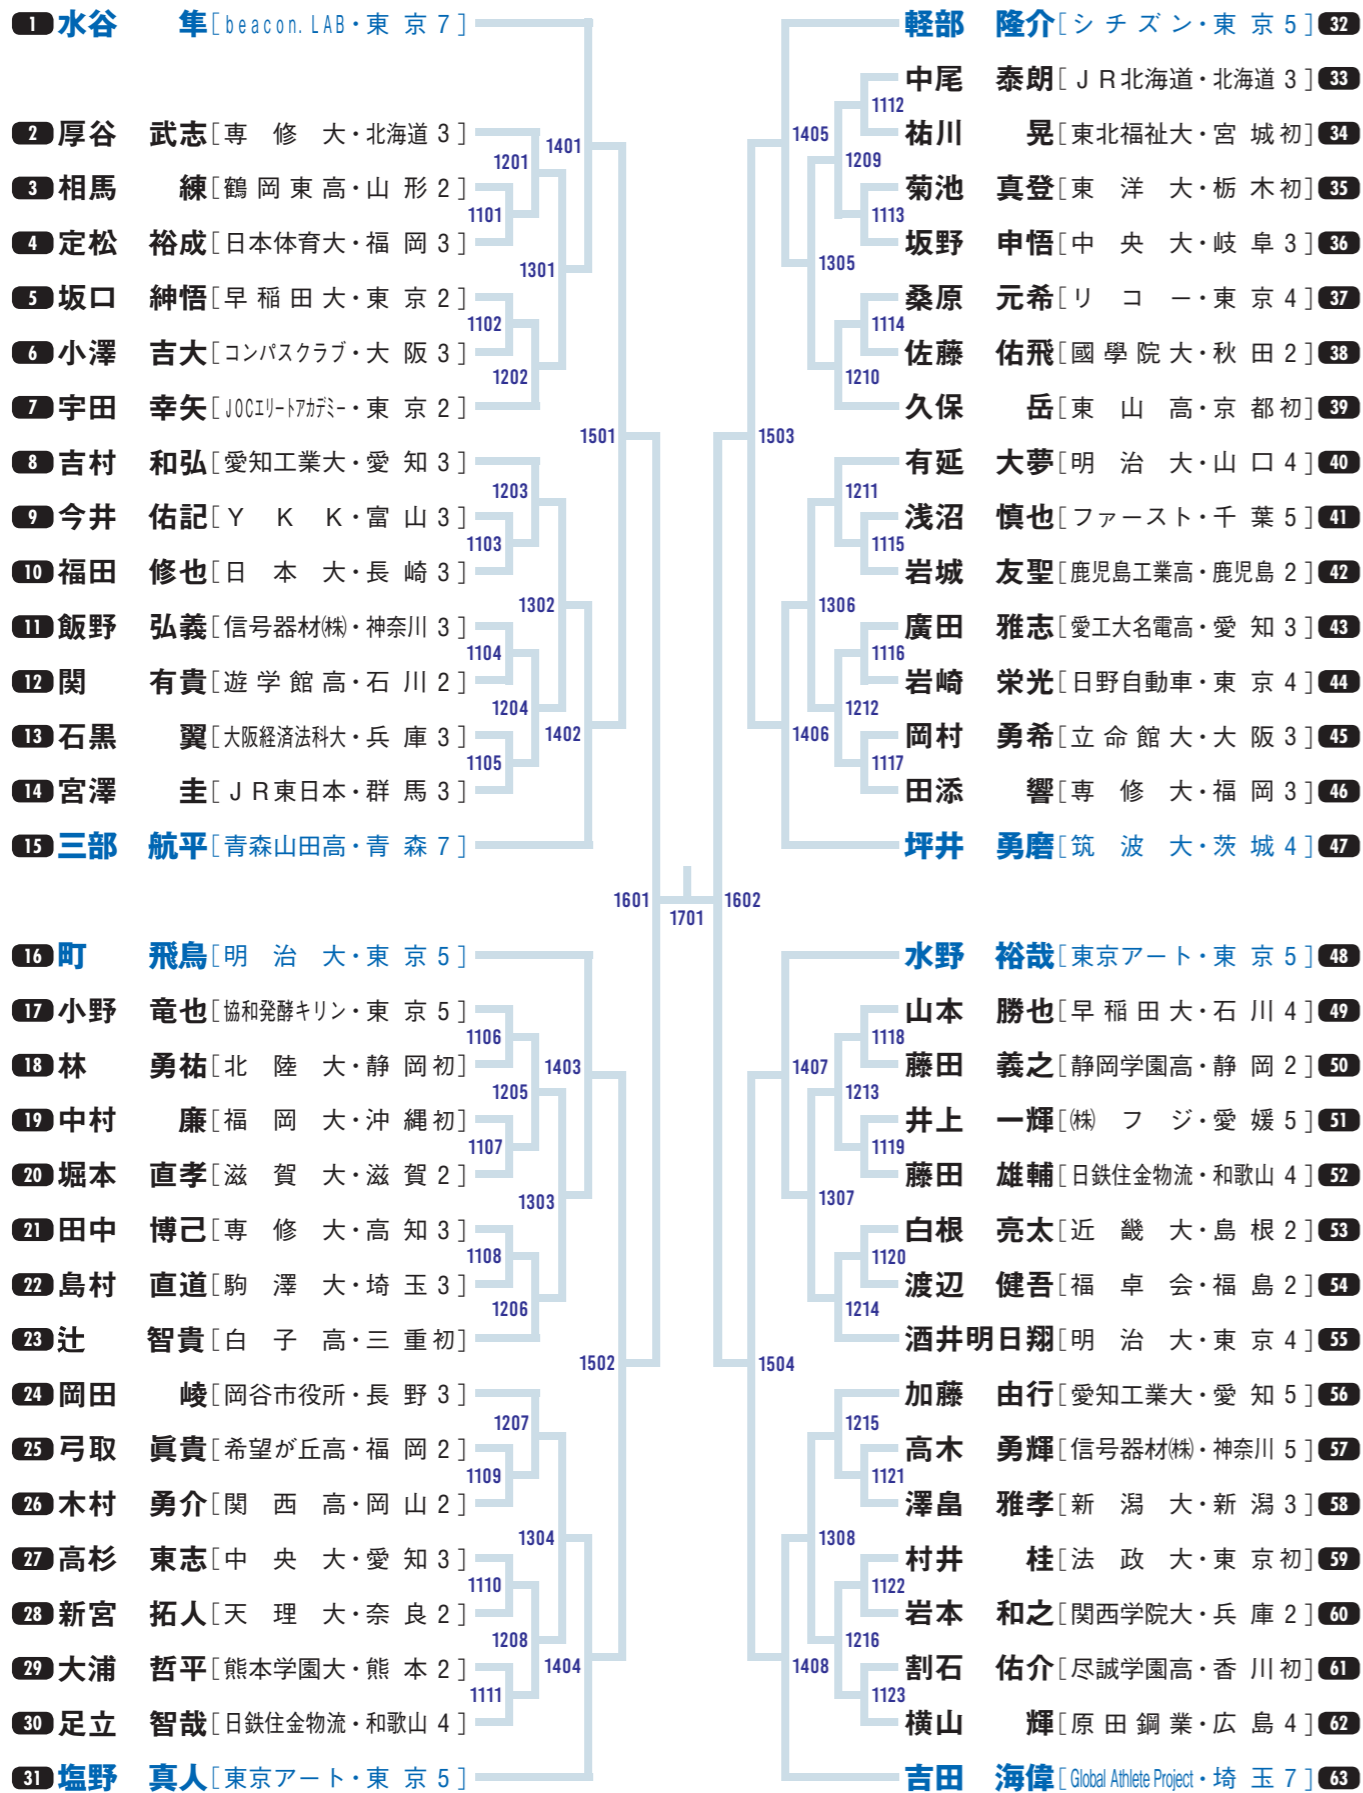 1 水谷 隼[beacon.LAB・東京7]
2 厚谷 武志[専修大・北海道3]
1401
1201
3 相馬 練[鶴岡東高・山形2]
1101
4 定松 裕成[日本体育大・福岡3]
1301
5 坂口 紳悟[早稲田大・東京2]
1102
6 小澤 吉大[コンパスクラブ・大阪3]
1202
7 宇田 幸矢[JOCエリートアカデミー・東京2]
1501
8 吉村 和弘[愛知工業大・愛知3]
1203
9 今井 佑記[YKK・富山3]
1103
10 福田 修也[日本大・長崎3]
1302
11 飯野 弘義[信号器材㈱・神奈川3]
1104
12 関 有貴[遊学館高・石川2]
1204
13 石黒 翼[大阪経済法科大・兵庫3]
1402
1105
14 宮澤 圭[JR東日本・群馬3]
15 三部 航平[青森山田高・青森7]
1601
16 町 飛鳥[明治大・東京5]
17 小野 竜也[協和発酵キリン・東京5]
1106
18 林 勇祐[北陸大・静岡初]
1403
1205
19 中村 廉[福岡大・沖縄初]
1107
20 堀本 直孝[滋賀大・滋賀2]
1303
21 田中 博己[専修大・高知3]
1108
22 島村 直道[駒澤大・埼玉3]
1206
23 辻 智貴[白子高・三重初]
1502
24 岡田 崚[岡谷市役所・長野3]
1207
25 弓取 眞貴[希望が丘高・福岡2]
1109
26 木村 勇介[関西高・岡山2]
1304
27 高杉 東志[中央大・愛知3]
1110
28 新宮 拓人[天理大・奈良2]
1208
29 大浦 哲平[熊本学園大・熊本2]
1404
1111
30 足立 智哉[日鉄住金物流・和歌山4]
31 塩野 真人[東京アート・東京5]
1701
軽部 隆介[シチズン・東京5]32
中尾 泰朗[JR北海道・北海道3]33
1112
祐川 晃[東北福祉大・宮城初]34
1405
1209
菊池 真登[東洋大・栃木初]35
1113
坂野 申悟[中央大・岐阜3]36
1305
桑原 元希[リコー・東京4]37
1114
佐藤 佑飛[國學院大・秋田2]38
1210
久保 岳[東山高・京都初]39
1503
有延 大夢[明治大・山口4]40
1211
浅沼 慎也[ファースト・千葉5]41
1115
岩城 友聖[鹿児島工業高・鹿児島2]42
1306
廣田 雅志[愛工大名電高・愛知3]43
1116
岩崎 栄光[日野自動車・東京4]44
1212
岡村 勇希[立命館大・大阪3]45
1406
1117
田添 響[専修大・福岡3]46
坪井 勇磨[筑波大・茨城4]47
1602
水野 裕哉[東京アート・東京5]48
山本 勝也[早稲田大・石川4]49
1118
藤田 義之[静岡学園高・静岡2]50
1407
1213
井上 一輝[㈱フジ・愛媛5]51
1119
藤田 雄輔[日鉄住金物流・和歌山4]52
1307
白根 亮太[近畿大・島根2]53
1120
渡辺 健吾[福卓会・福島2]54
1214
酒井明日翔[明治大・東京4]55
1504
加藤 由行[愛知工業大・愛知5]56
1215
高木 勇輝[信号器材㈱・神奈川5]57
1121
澤畠 雅孝[新潟大・新潟3]58
1308
村井 桂[法政大・東京初]59
1122
岩本 和之[関西学院大・兵庫2]60
1216
割石 佑介[尽誠学園高・香川初]61
1408
1123
横山 輝[原田鋼業・広島4]62
吉田 海偉[Global Athlete Project・埼玉7]63